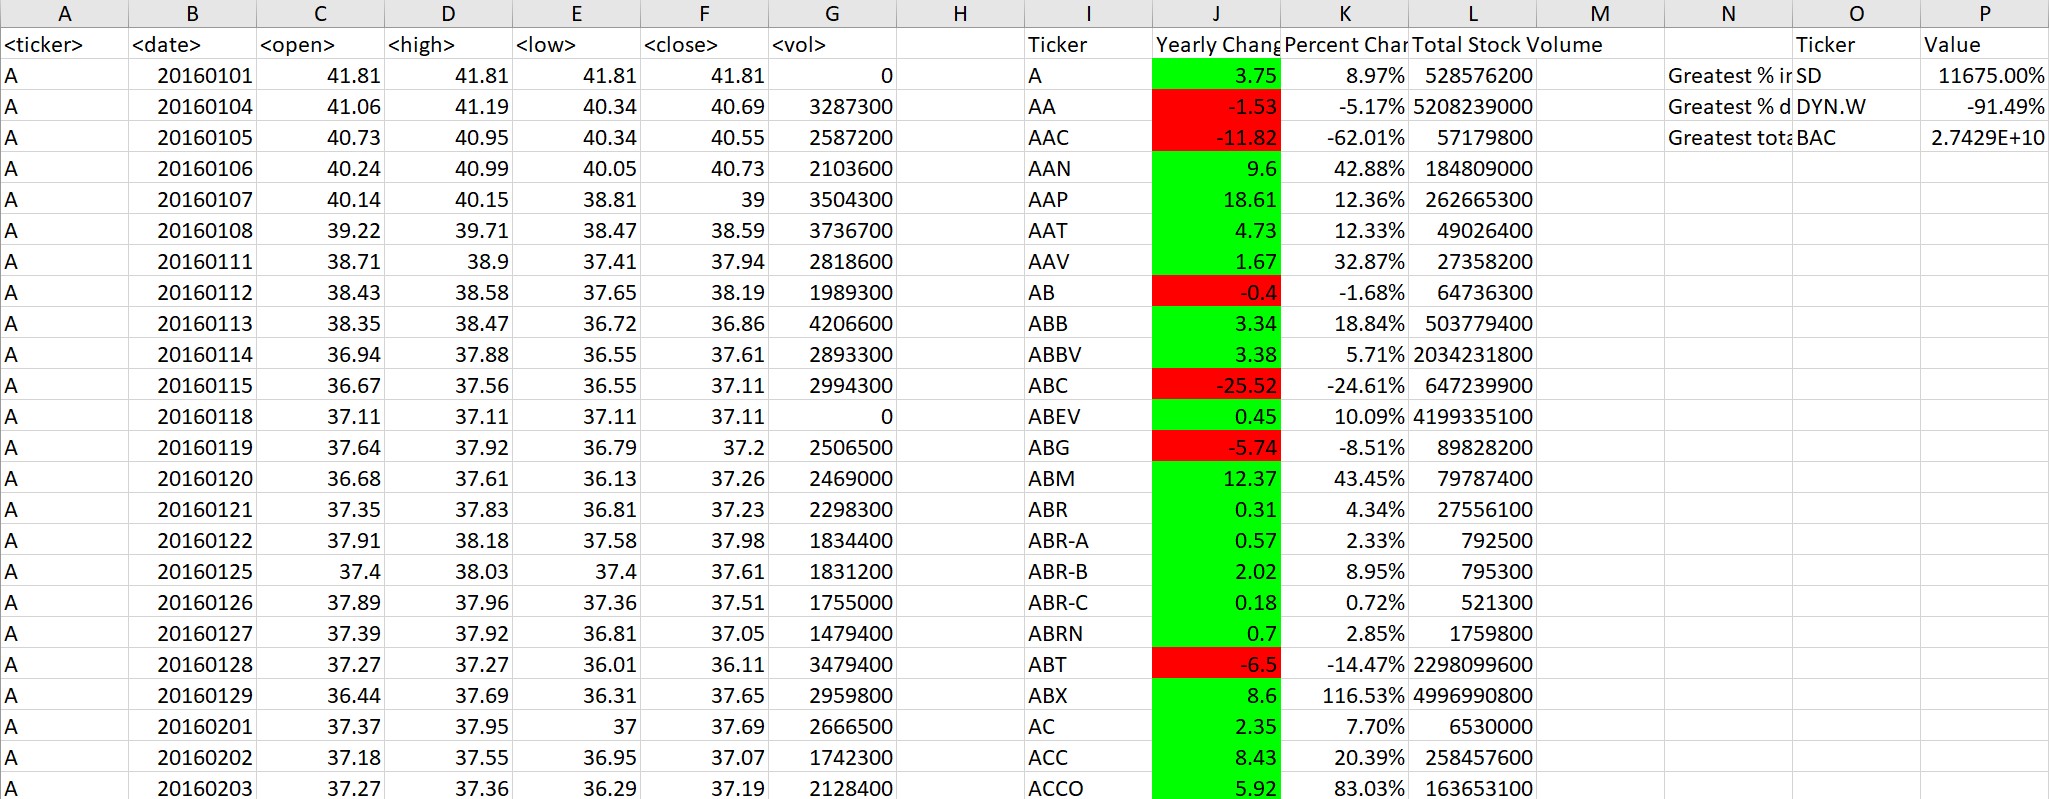 A B C D E F G H I J K L M N O P
<ticker> <date> <open> <high> <low> <close> <vol> Ticker Yearly Chang Percent Char Total Stock Volume Ticker Value
A 20160101 41.81 41.81 41.81 41.81 0 A 3.75 8.97% 528576200 Greatest % in SD 11675.00%
A 20160104 41.06 41.19 40.34 40.69 3287300 AA -1.53 -5.17% 5208239000 Greatest % d DYN.W -91.49%
A 20160105 40.73 40.95 40.34 40.55 2587200 AAC -11.82 -62.01% 57179800 Greatest tota BAC 2.7429E+10
A 20160106 40.24 40.99 40.05 40.73 2103600 AAN 9.6 42.88% 184809000
A 20160107 40.14 40.15 38.81 39 3504300 AAP 18.61 12.36% 262665300
A 20160108 39.22 39.71 38.47 38.59 3736700 AAT 4.73 12.33% 49026400
A 20160111 38.71 38.9 37.41 37.94 2818600 AAV 1.67 32.87% 27358200
A 20160112 38.43 38.58 37.65 38.19 1989300 AB -0.4 -1.68% 64736300
A 20160113 38.35 38.47 36.72 36.86 4206600 ABB 3.34 18.84% 503779400
A 20160114 36.94 37.88 36.55 37.61 2893300 ABBV 3.38 5.71% 2034231800
A 20160115 36.67 37.56 36.55 37.11 2994300 ABC -25.52 -24.61% 647239900
A 20160118 37.11 37.11 37.11 37.11 0 ABEV 0.45 10.09% 4199335100
A 20160119 37.64 37.92 36.79 37.2 2506500 ABG -5.74 -8.51% 89828200
A 20160120 36.68 37.61 36.13 37.26 2469000 ABM 12.37 43.45% 79787400
A 20160121 37.35 37.83 36.81 37.23 2298300 ABR 0.31 4.34% 27556100
A 20160122 37.91 38.18 37.58 37.98 1834400 ABR-A 0.57 2.33% 792500
A 20160125 37.4 38.03 37.4 37.61 1831200 ABR-B 2.02 8.95% 795300
A 20160126 37.89 37.96 37.36 37.51 1755000 ABR-C 0.18 0.72% 521300
A 20160127 37.39 37.92 36.81 37.05 1479400 ABRN 0.7 2.85% 1759800
A 20160128 37.27 37.27 36.01 36.11 3479400 ABT -6.5 -14.47% 2298099600
A 20160129 36.44 37.69 36.31 37.65 2959800 ABX 8.6 116.53% 4996990800
A 20160201 37.37 37.95 37 37.69 2666500 AC 2.35 7.70% 6530000
A 20160202 37.18 37.55 36.95 37.07 1742300 ACC 8.43 20.39% 258457600
A 20160203 37.27 37.36 36.29 37.19 2128400 ACCO 5.92 83.03% 163653100